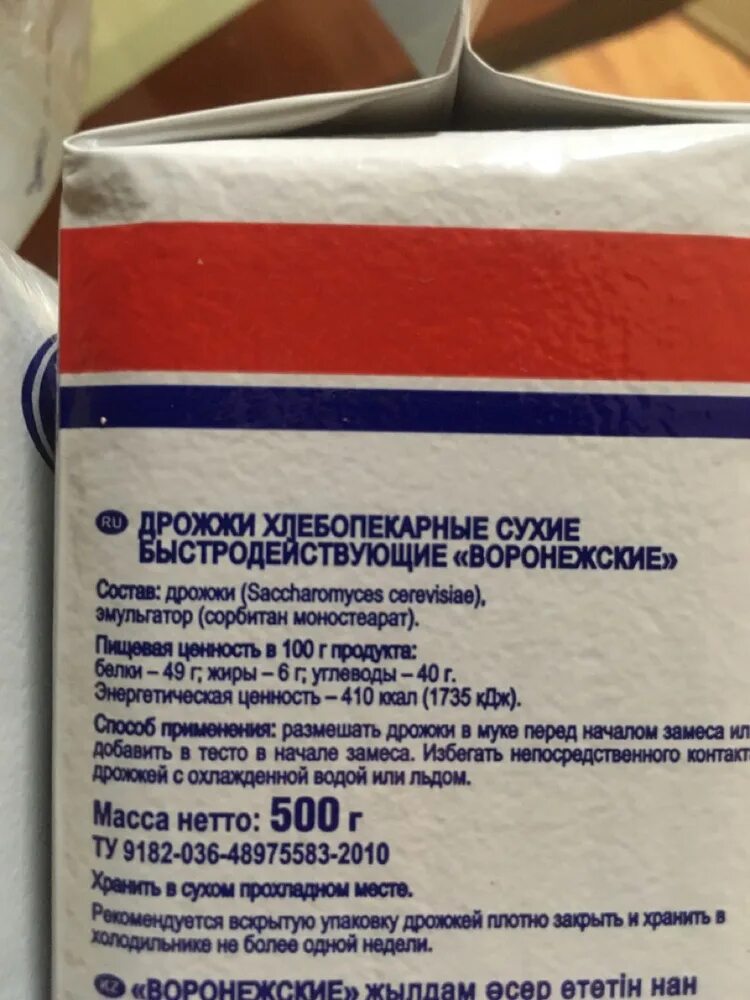 RU ДРОЖЖИ ХЛЕБОПЕКАРНЫЕ СУХИЕ
БЫСТРОДЕЙСТВУЮЩИЕ «ВОРОНЕЖСКИЕ»
Состав: дрожжи (Saccharomyces cerevisiae),
эмульгатор (сорбитан моностеарат).
Пищевая ценность в 100 г продукта:
белки – 49 г; жиры – 6 г; углеводы – 40 г.
Энергетическая ценность – 410 ккал (1735 кДж).
Способ применения: размешать дрожжи в муке перед началом замеса ил
добавить в тесто в начале замеса. Избегать непосредственного контакт
дрожжей с охлажденной водой или льдом.
Масса нетто: 500 г
ТУ 9182-036-48975583-2010
Хранить в сухом прохладном месте.
Рекомендуется вскрытую упаковку дрожжей плотно закрыть и хранить в
холодильнике не более одной недели.
KZ «ВОРОНЕЖСКИЕ» жылдам әсер ететін нан